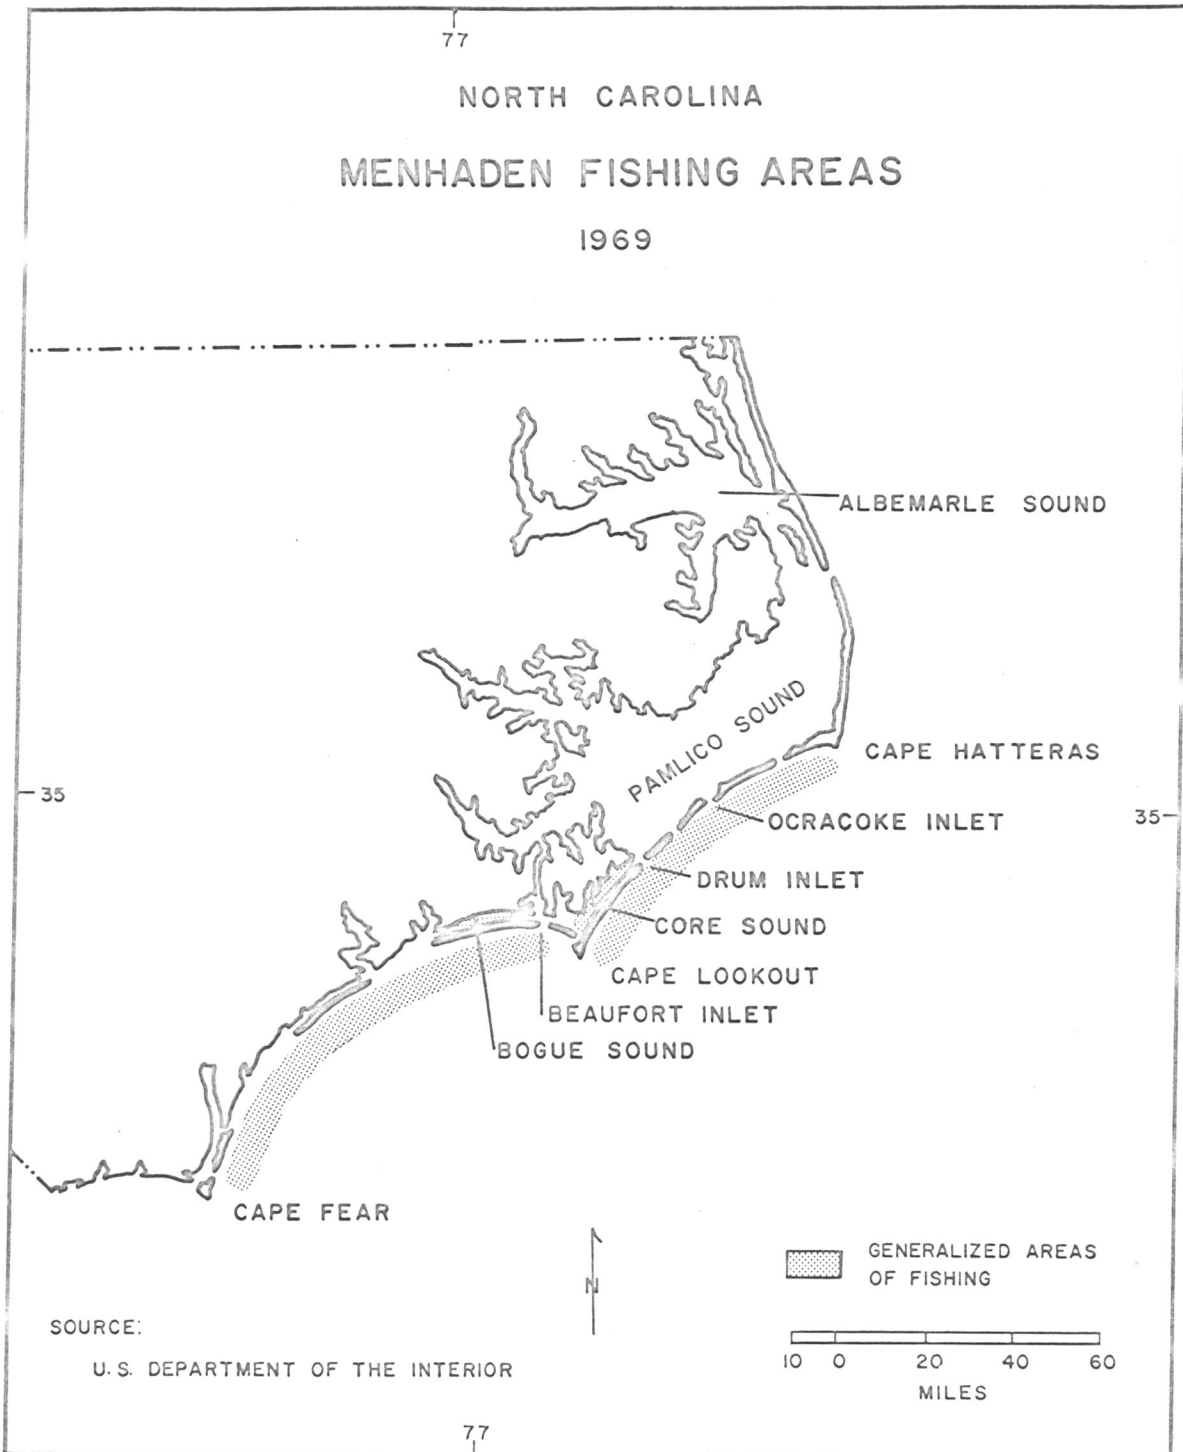 77
NORTH CAROLINA
MENHADEN FISHING AREAS
1969
ALBEMARLE SOUND
PAMLICO SOUND
CAPE HATTERAS
35
35
OCRACOKE INLET
DRUM INLET
CORE SOUND
CAPE LOOKOUT
BEAUFORT INLET
BOGUE SOUND
CAPE FEAR
N
GENERALIZED AREAS
OF FISHING
SOURCE:
U.S. DEPARTMENT OF THE INTERIOR
10 0 20 40 60
MILES
77